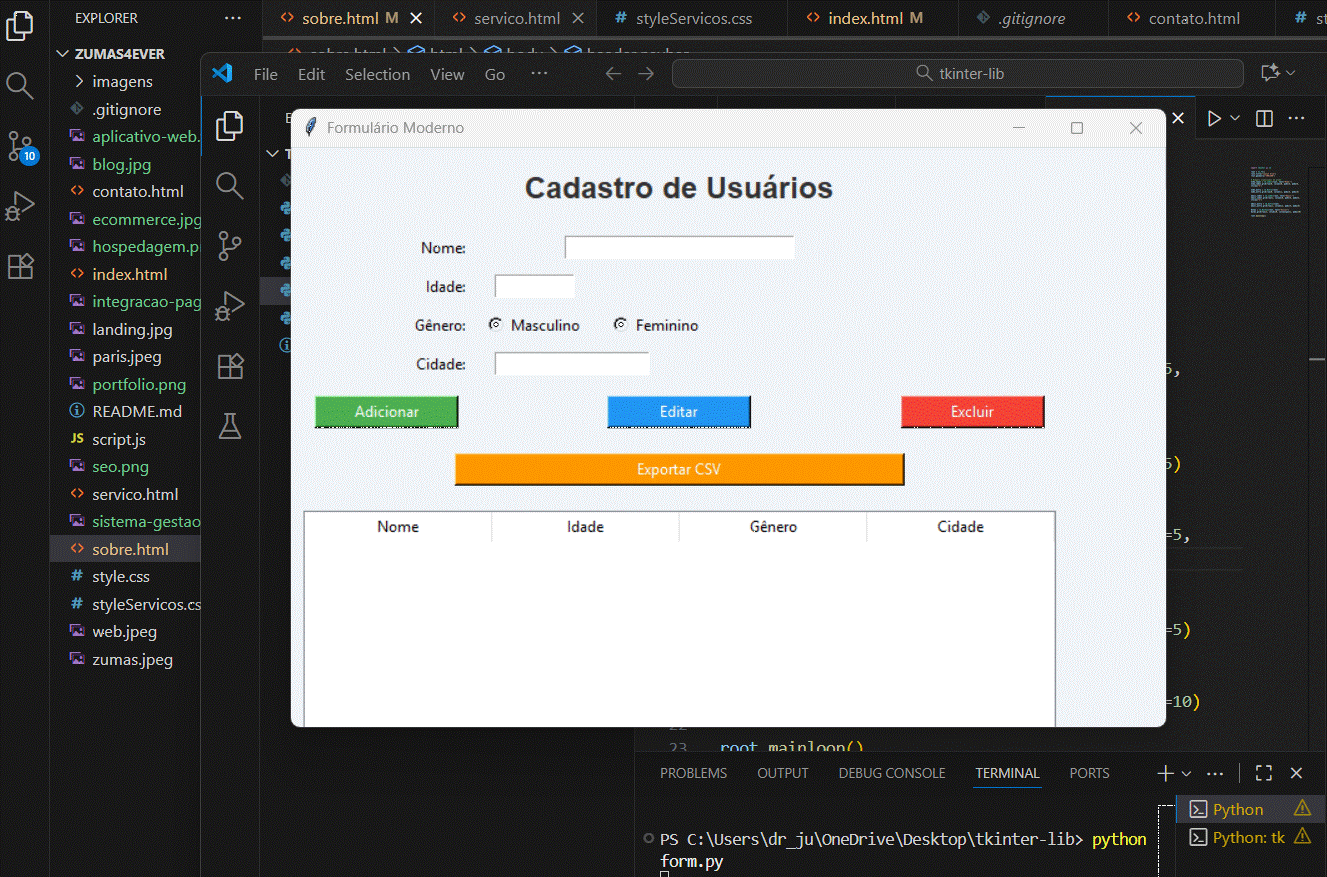 EXPLORER
···
sobre.html M
servico.html
styleServicos.css
index.html M
.gitignore
contato.html
ZUMAS4EVER
imagens
.gitignore
aplicativo-web.
blog.jpg
contato.html
ecommerce.jpg
hospedagem.p
index.html
integracao-pag
landing.jpg
paris.jpeg
portfolio.png
README.md
script.js
seo.png
servico.html
sistema-gestao
sobre.html
style.css
styleServicos.cs
web.jpeg
zumas.jpeg
10
File Edit Selection View Go ···
tkinter-lib
Formulário Moderno
Cadastro de Usuários
Nome:
Idade:
Gênero: Masculino Feminino
Cidade:
Adicionar Editar Excluir
Exportar CSV
Nome Idade Gênero Cidade
5,
5)
=5,
=5)
=10)
23 root.mainloop()
PROBLEMS OUTPUT DEBUG CONSOLE TERMINAL PORTS
PS C:\Users\dr_ju\OneDrive\Desktop\tkinter-lib> python
form.py
Python
Python: tk